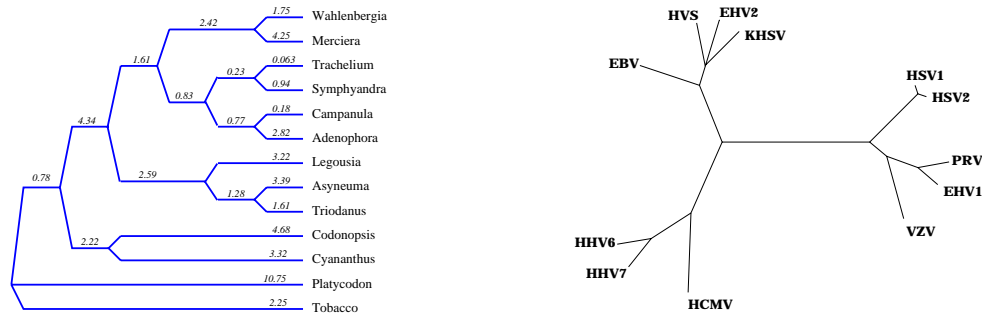 1.75 Wahlenbergia
2.42
4.25 Merciera
1.61
0.063 Trachelium
0.23
0.94 Symphyandra
0.83
0.18 Campanula
4.34
0.77
2.82 Adenophora
3.22 Legousia
0.78
2.59
3.39 Asyneuma
1.28
1.61 Triodanus
4.68 Codonopsis
2.22
3.32 Cyananthus
10.75 Platycodon
2.25 Tobacco
HVS
EHV2
KHSV
EBV
HSV1
HSV2
PRV
EHV1
VZV
HHV6
HHV7
HCMV